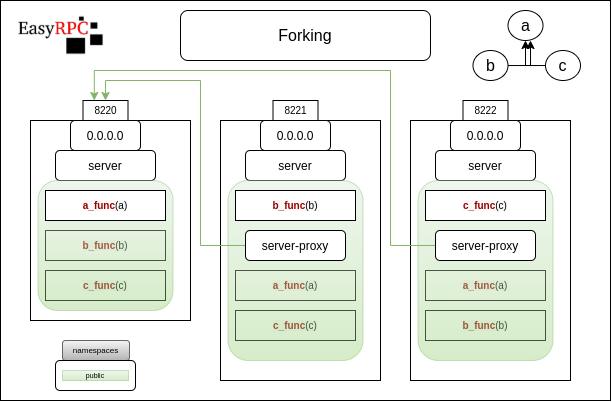 EasyRPC
Forking
a
b
c
8220
8221
8222
0.0.0.0
0.0.0.0
0.0.0.0
server
server
server
a_func(a)
b_func(b)
c_func(c)
b_func(b)
server-proxy
server-proxy
c_func(c)
a_func(a)
a_func(a)
c_func(c)
b_func(b)
namespaces
public